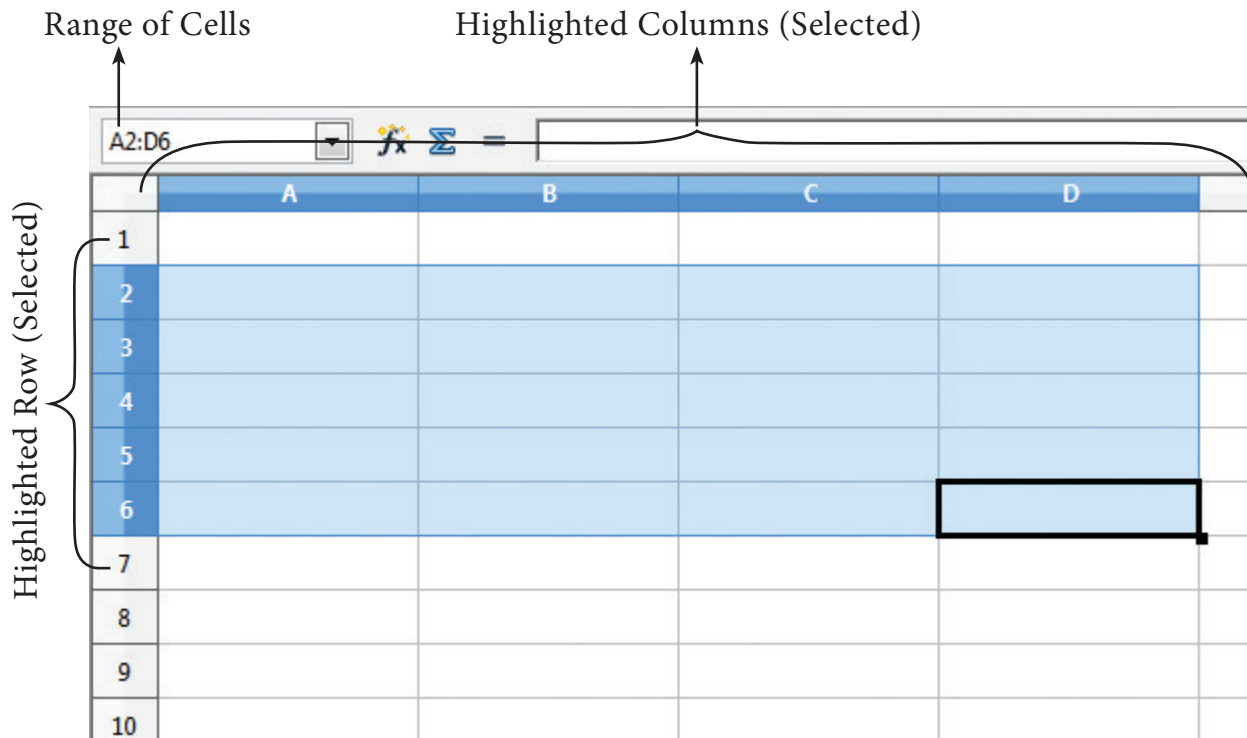 Range of Cells
Highlighted Columns (Selected)
A2:D6
fx Σ =
A B C D
Highlighted Row (Selected)
1
2
3
4
5
6
7
8
9
10